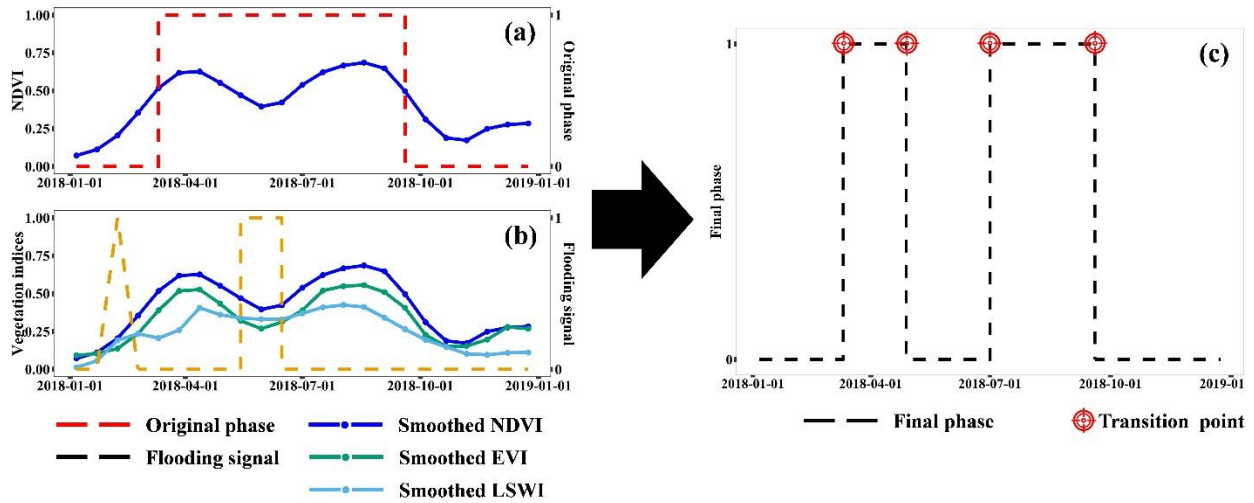 (a)
NDVI
1.00
0.75
0.50
0.25
0.00
1
0
Original phase
2018-01-01
2018-04-01
2018-07-01
2018-10-01
2019-01-01
(b)
Vegetation indices
1.00
0.75
0.50
0.25
0.00
1
0
Flooding signal
2018-01-01
2018-04-01
2018-07-01
2018-10-01
2019-01-01
Original phase
Smoothed NDVI
Flooding signal
Smoothed EVI
Smoothed LSWI
(c)
Final phase
1
0
2018-01-01
2018-04-01
2018-07-01
2018-10-01
2019-01-01
Final phase
Transition point